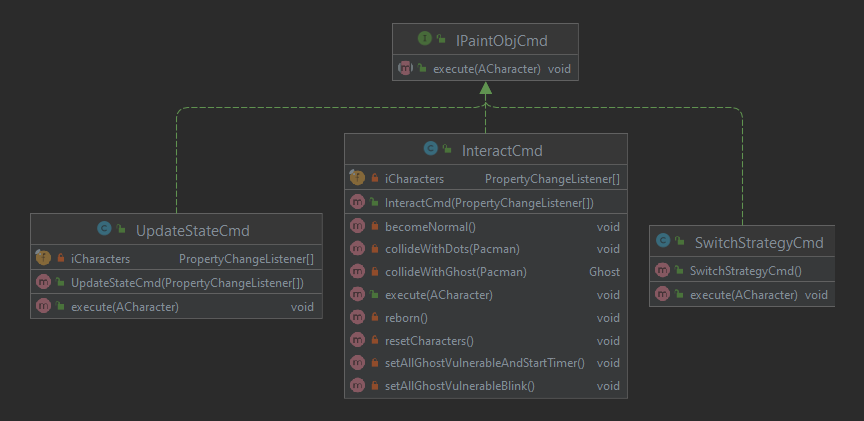 IPaintObjCmd
execute(ACharacter) void
InteractCmd
iCharacters PropertyChangeListener[]
InteractCmd(PropertyChangeListener[])
becomeNormal() void
collideWithDots(Pacman) void
collideWithGhost(Pacman) Ghost
execute(ACharacter) void
reborn() void
resetCharacters() void
setAllGhostVulnerableAndStartTimer() void
setAllGhostVulnerableBlink() void
UpdateStateCmd
iCharacters PropertyChangeListener[]
UpdateStateCmd(PropertyChangeListener[])
execute(ACharacter) void
SwitchStrategyCmd
SwitchStrategyCmd()
execute(ACharacter) void